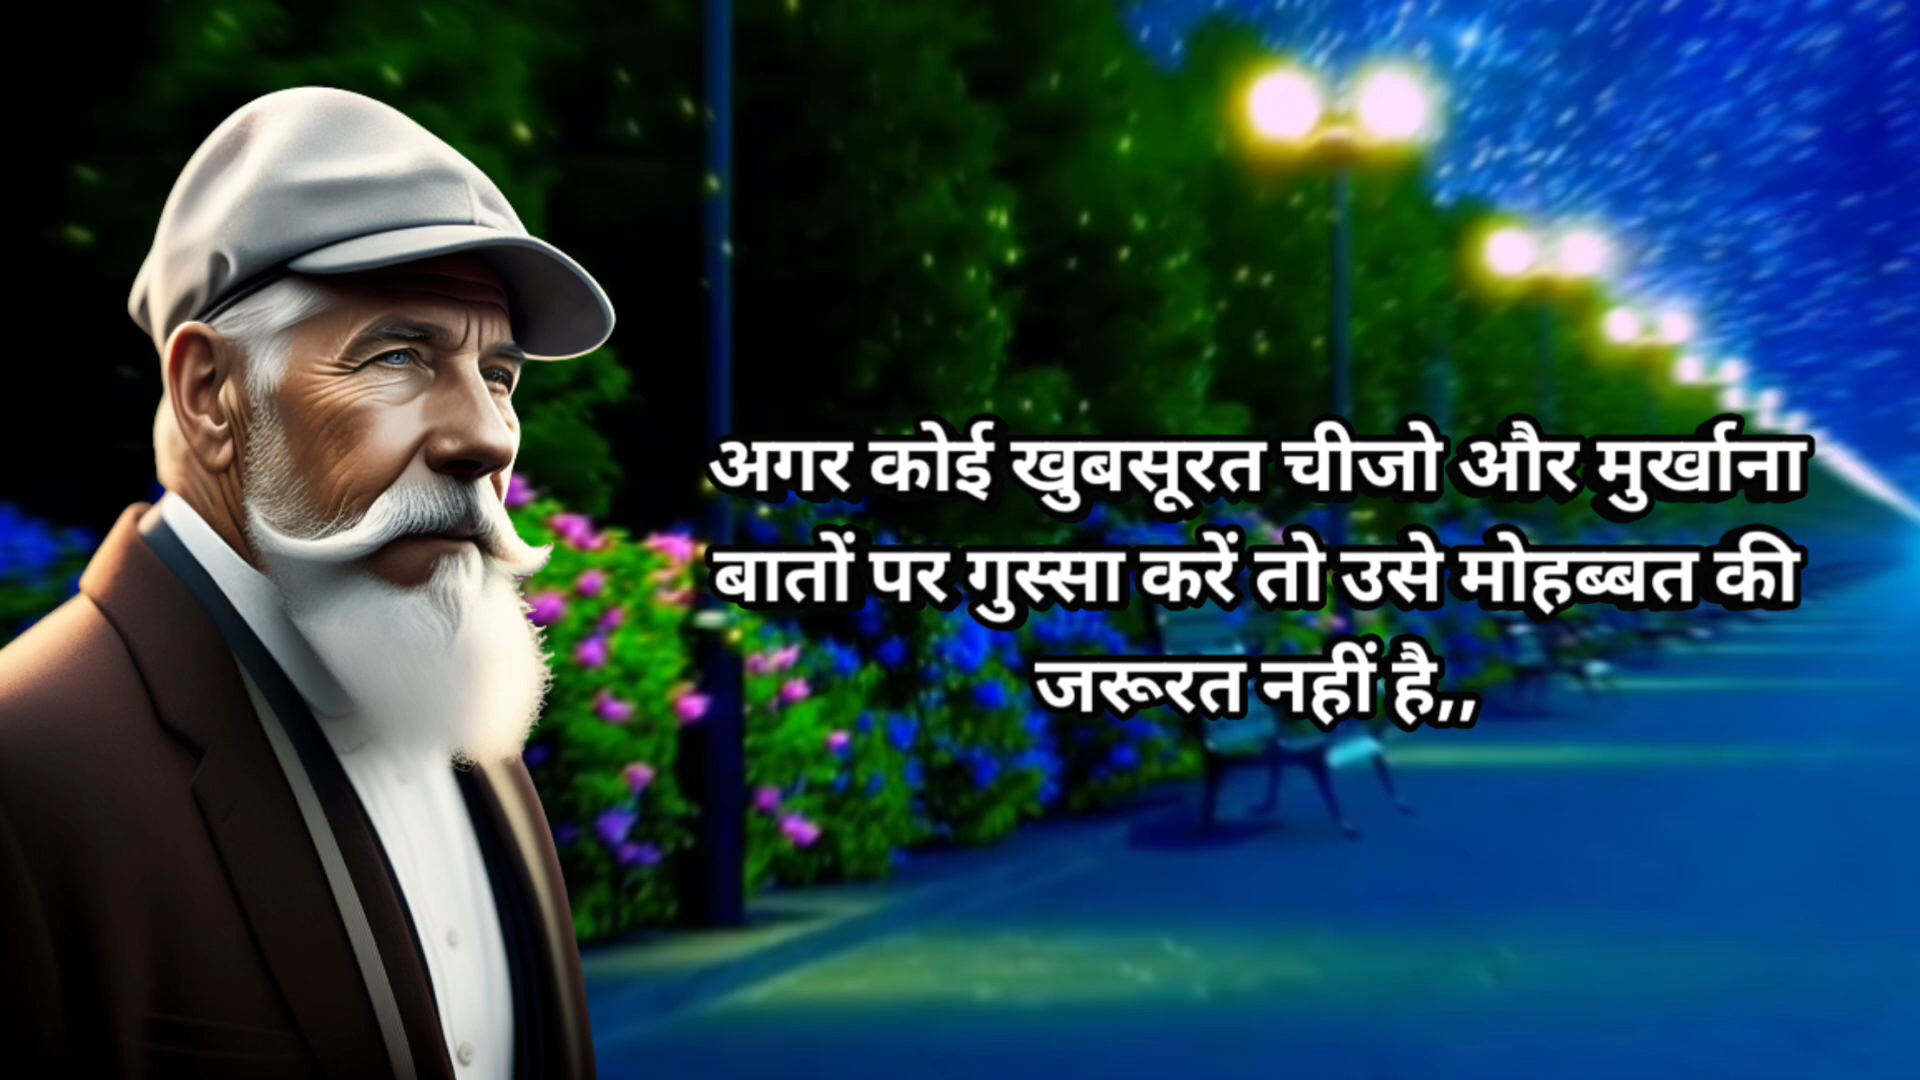 अगर कोई खुबसूरत चीजो और मुर्खाना
बातों पर गुस्सा करें तो उसे मोहब्बत की
जरूरत नहीं है,,